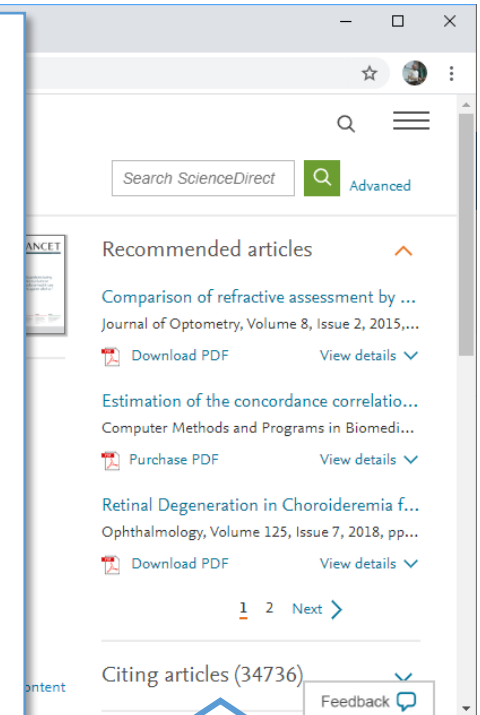 Search ScienceDirect
Advanced
ANCET
Recommended articles
Comparison of refractive assessment by ...
Journal of Optometry, Volume 8, Issue 2, 2015,...
Download PDF View details
Estimation of the concordance correlatio...
Computer Methods and Programs in Biomedi...
Purchase PDF View details
Retinal Degeneration in Choroideremia f...
Ophthalmology, Volume 125, Issue 7, 2018, pp...
Download PDF View details
1 2 Next
Citing articles (34736)
ontent
Feedback